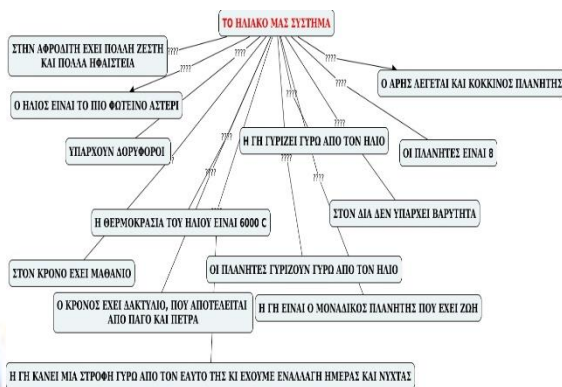 ΤΟ ΗΛΙΑΚΟ ΜΑΣ ΣΥΣΤΗΜΑ
ΣΤΗΝ ΑΦΡΟΔΙΤΗ ΕΧΕΙ ΠΟΛΛΗ ΖΕΣΤΗ
ΚΑΙ ΠΟΛΛΑ ΗΦΑΙΣΤΕΙΑ
????
????
????
????
????
????
Ο ΑΡΗΣ ΛΕΓΕΤΑΙ ΚΑΙ ΚΟΚΚΙΝΟΣ ΠΛΑΝΗΤΗΣ
Ο ΗΛΙΟΣ ΕΙΝΑΙ ΤΟ ΠΙΟ ΦΩΤΕΙΝΟ ΑΣΤΕΡΙ
????
????
????
Η ΓΗ ΓΥΡΙΖΕΙ ΓΥΡΩ ΑΠΟ ΤΟΝ ΗΛΙΟ
ΥΠΑΡΧΟΥΝ ΔΟΡΥΦΟΡΟΙ
????
ΟΙ ΠΛΑΝΗΤΕΣ ΕΙΝΑΙ 8
????
Η ΘΕΡΜΟΚΡΑΣΙΑ ΤΟΥ ΗΛΙΟΥ ΕΙΝΑΙ 6000 C
ΣΤΟΝ ΔΙΑ ΔΕΝ ΥΠΑΡΧΕΙ ΒΑΡΥΤΗΤΑ
ΣΤΟΝ ΚΡΟΝΟ ΕΧΕΙ ΜΑΘΑΝΙΟ
ΟΙ ΠΛΑΝΗΤΕΣ ΓΥΡΙΖΟΥΝ ΓΥΡΩ ΑΠΟ ΤΟΝ ΗΛΙΟ
Ο ΚΡΟΝΟΣ ΕΧΕΙ ΔΑΚΤΥΛΙΟ, ΠΟΥ ΑΠΟΤΕΛΕΙΤΑΙ
ΑΠΟ ΠΑΓΟ ΚΑΙ ΠΕΤΡΑ
Η ΓΗ ΕΙΝΑΙ Ο ΜΟΝΑΔΙΚΟΣ ΠΛΑΝΗΤΗΣ ΠΟΥ ΕΧΕΙ ΖΩΗ
Η ΓΗ ΚΑΝΕΙ ΜΙΑ ΣΤΡΟΦΗ ΓΥΡΩ ΑΠΟ ΤΟΝ ΕΑΥΤΟ ΤΗΣ ΚΙ ΕΧΟΥΜΕ ΕΝΑΛΛΑΓΗ ΗΜΕΡΑΣ ΚΑΙ ΝΥΧΤΑΣ